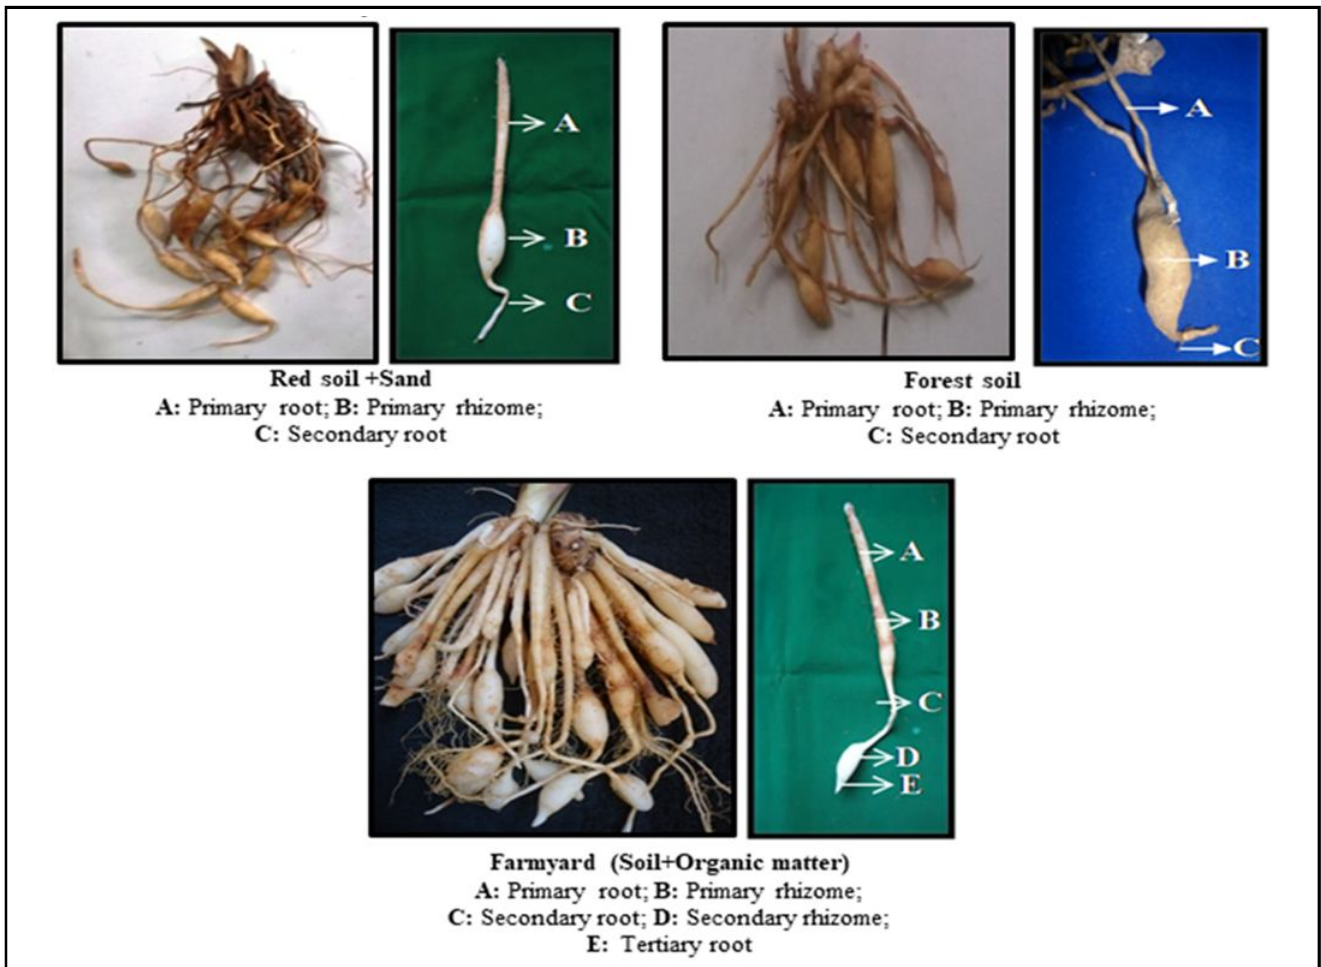 A
B
C
Red soil +Sand
A: Primary root; B: Primary rhizome;
C: Secondary root
A
B
C
Forest soil
A: Primary root; B: Primary rhizome;
C: Secondary root
A
B
C
D
E
Farmyard (Soil+Organic matter)
A: Primary root; B: Primary rhizome;
C: Secondary root; D: Secondary rhizome;
E: Tertiary root